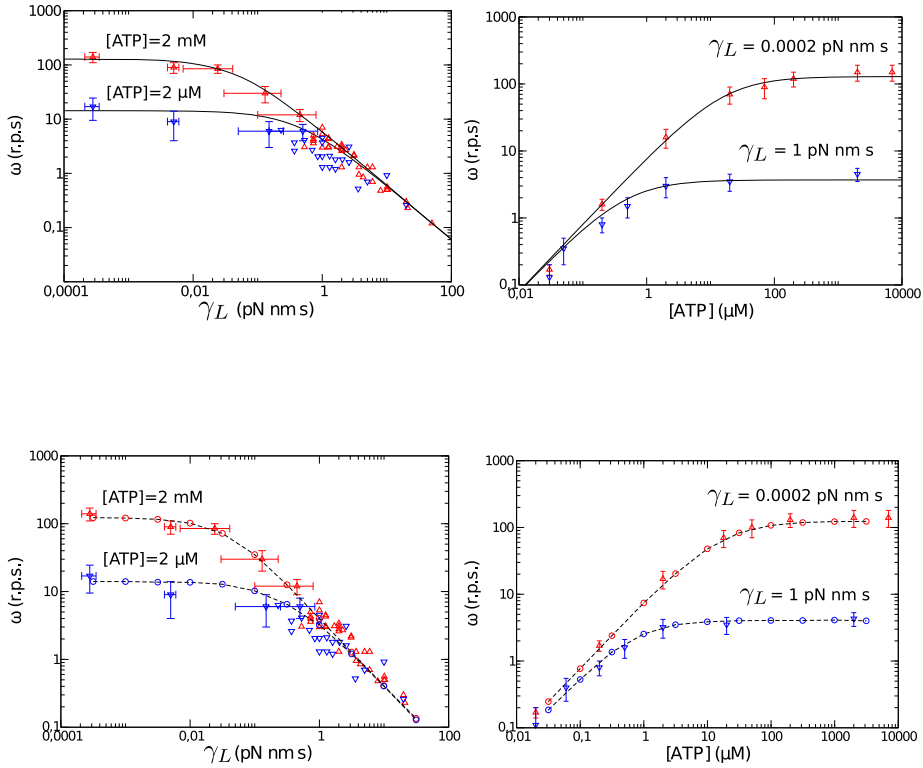 1000
[ATP]=2 mM
100
[ATP]=2 µM
10
1
0,1
ω (r.p.s)
0,0001
0,01
1
100
γL (pN nm s)
1000
γL = 0.0002 pN nm s
100
10
γL = 1 pN nm s
1
0,1
ω (r.p.s)
0,01
1
100
10000
[ATP] (µM)
1000
[ATP]=2 mM
100
[ATP]=2 µM
10
1
0,1
ω (r.p.s.)
0,0001
0,01
1
100
γL (pN nm s)
1000
γL = 0.0002 pN nm s
100
10
γL = 1 pN nm s
1
0,1
ω (r.p.s.)
0,01
0,1
1
10
100
1000
10000
[ATP] (µM)